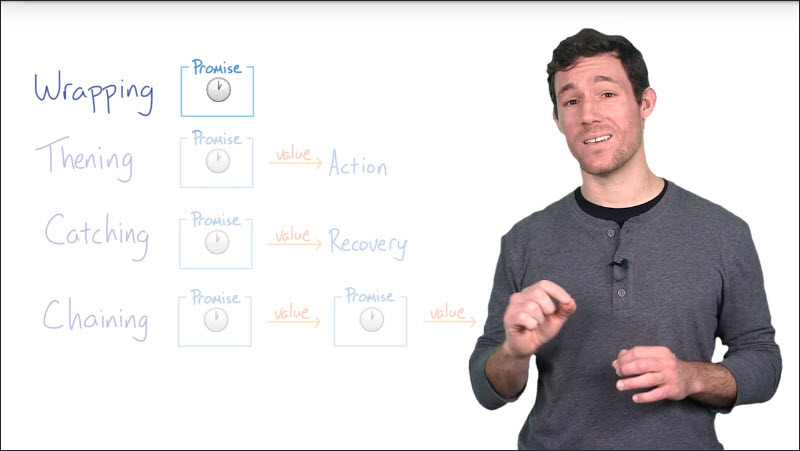 Wrapping Promise
Thening Promise value Action
Catching Promise value Recovery
Chaining Promise value Promise value